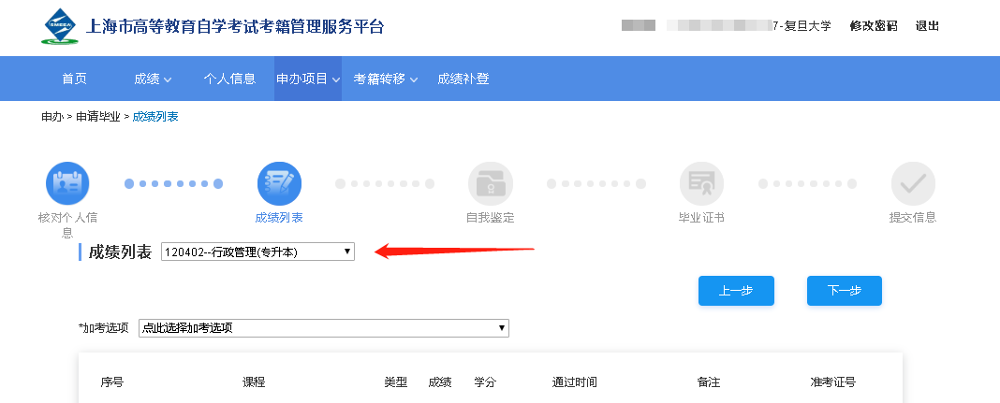 上海市高等教育自学考试考籍管理服务平台
7-复旦大学 修改密码 退出
首页 成绩 个人信息 申办项目 考籍转移 成绩补登
申办 > 申请毕业 > 成绩列表
核对个人信息 成绩列表 自我鉴定 毕业证书 提交信息
成绩列表 120402--行政管理(专升本)
上一步 下一步
*加考选项 点此选择加考选项
序号 课程 类型 成绩 学分 通过时间 备注 准考证号